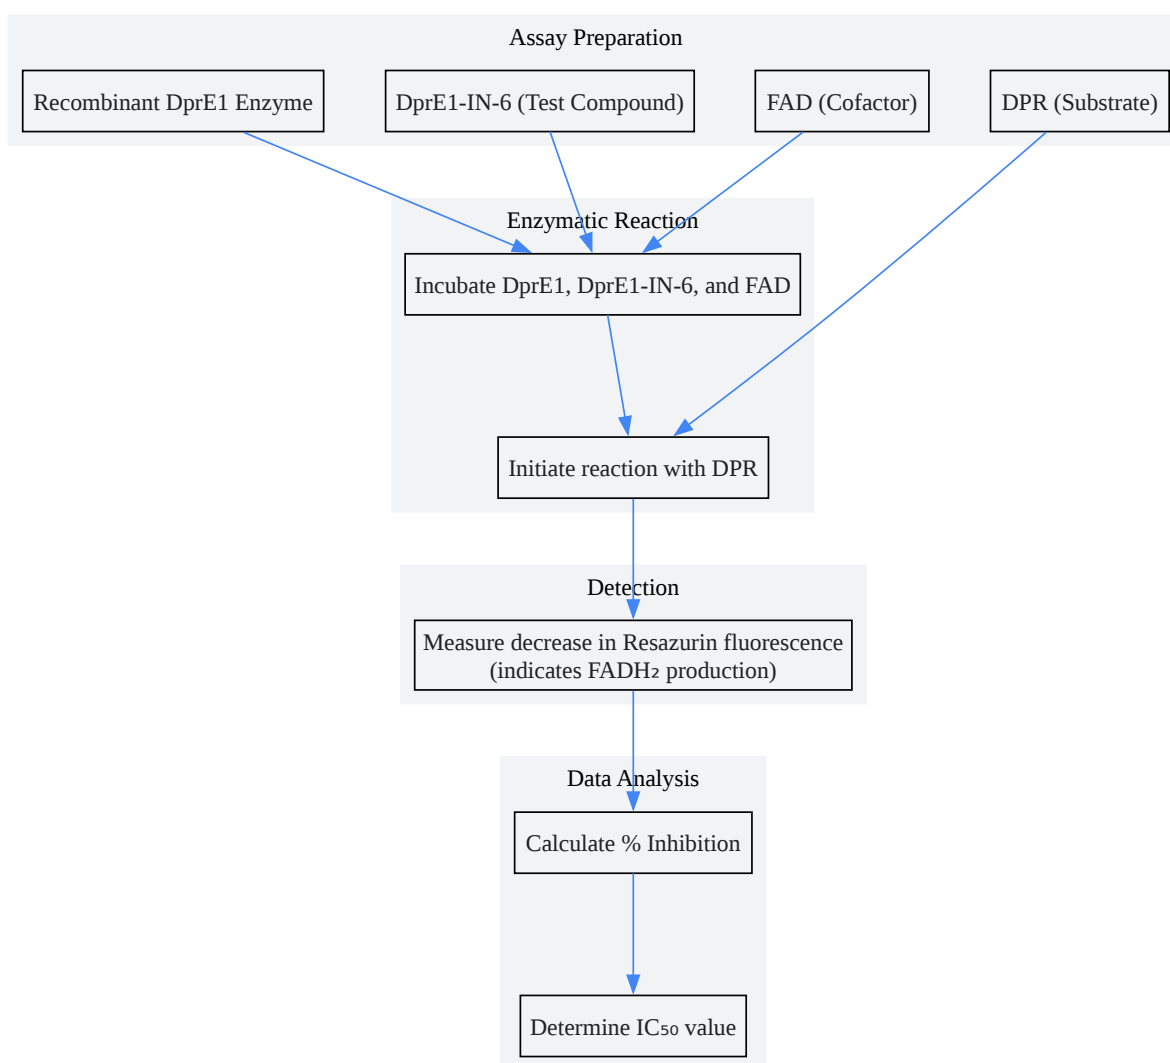 Assay Preparation
Recombinant DprE1 Enzyme
DprE1-IN-6 (Test Compound)
FAD (Cofactor)
DPR (Substrate)
Enzymatic Reaction
Incubate DprE1, DprE1-IN-6, and FAD
Initiate reaction with DPR
Detection
Measure decrease in Resazurin fluorescence
(indicates FADH₂ production)
Data Analysis
Calculate % Inhibition
Determine IC₅₀ value